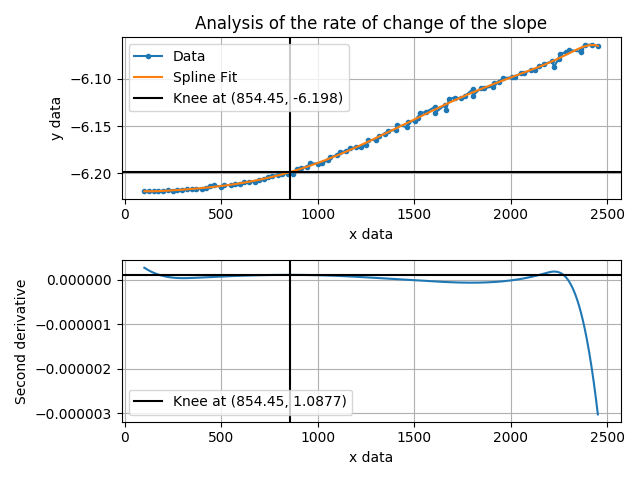 Analysis of the rate of change of the slope
Data
Spline Fit
Knee at (854.45, -6.198)
y data
−6.10
−6.15
−6.20
0 500 1000 1500 2000 2500
x data
Second derivative
0.000000
−0.000001
−0.000002
−0.000003
Knee at (854.45, 1.0877)
0 500 1000 1500 2000 2500
x data